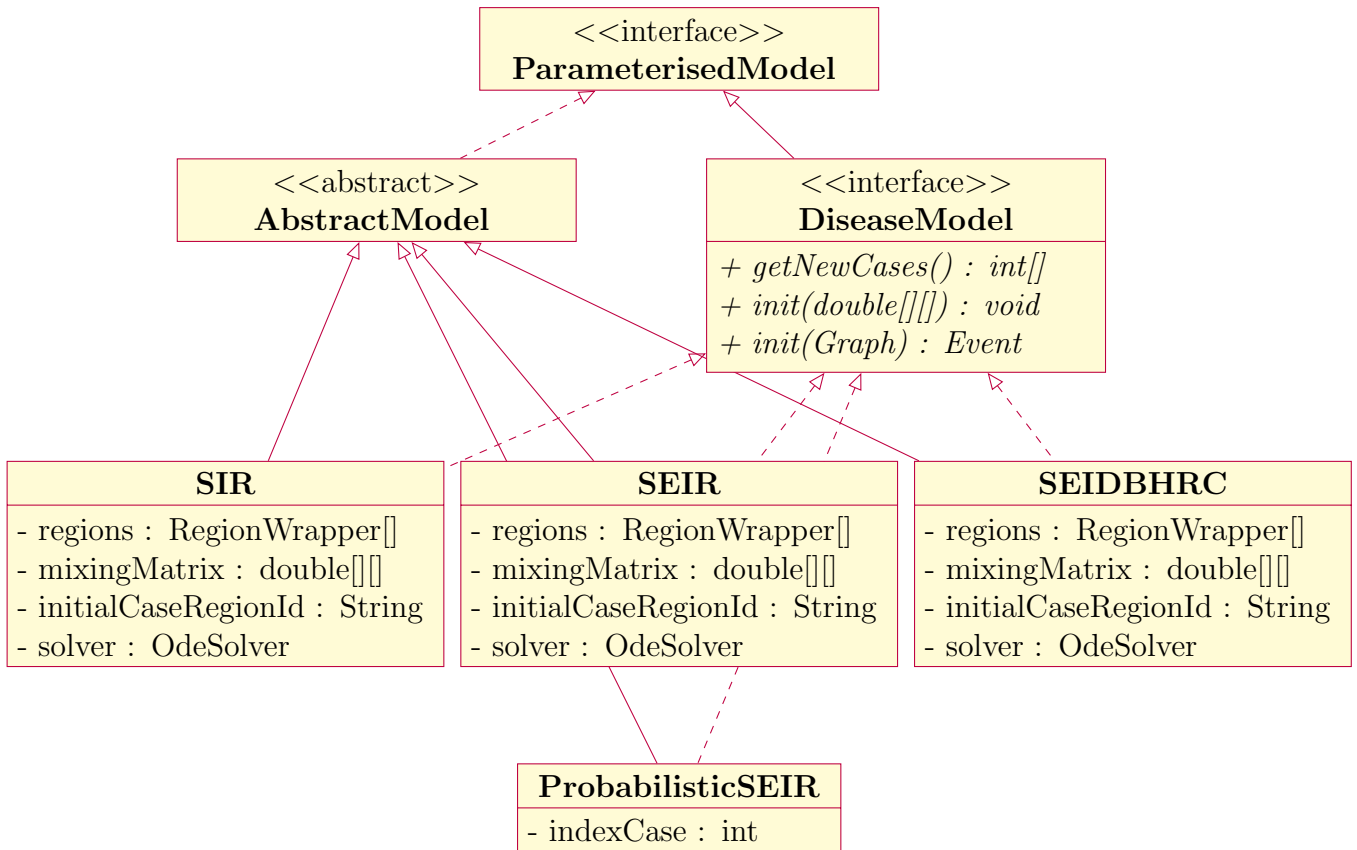 <<interface>>
ParameterisedModel
<<abstract>>
AbstractModel
<<interface>>
DiseaseModel
+ getNewCases() : int[]
+ init(double[][]) : void
+ init(Graph) : Event
SIR
- regions : RegionWrapper[]
- mixingMatrix : double[][]
- initialCaseRegionId : String
- solver : OdeSolver
SEIR
- regions : RegionWrapper[]
- mixingMatrix : double[][]
- initialCaseRegionId : String
- solver : OdeSolver
SEIDBHRC
- regions : RegionWrapper[]
- mixingMatrix : double[][]
- initialCaseRegionId : String
- solver : OdeSolver
ProbabilisticSEIR
- indexCase : int